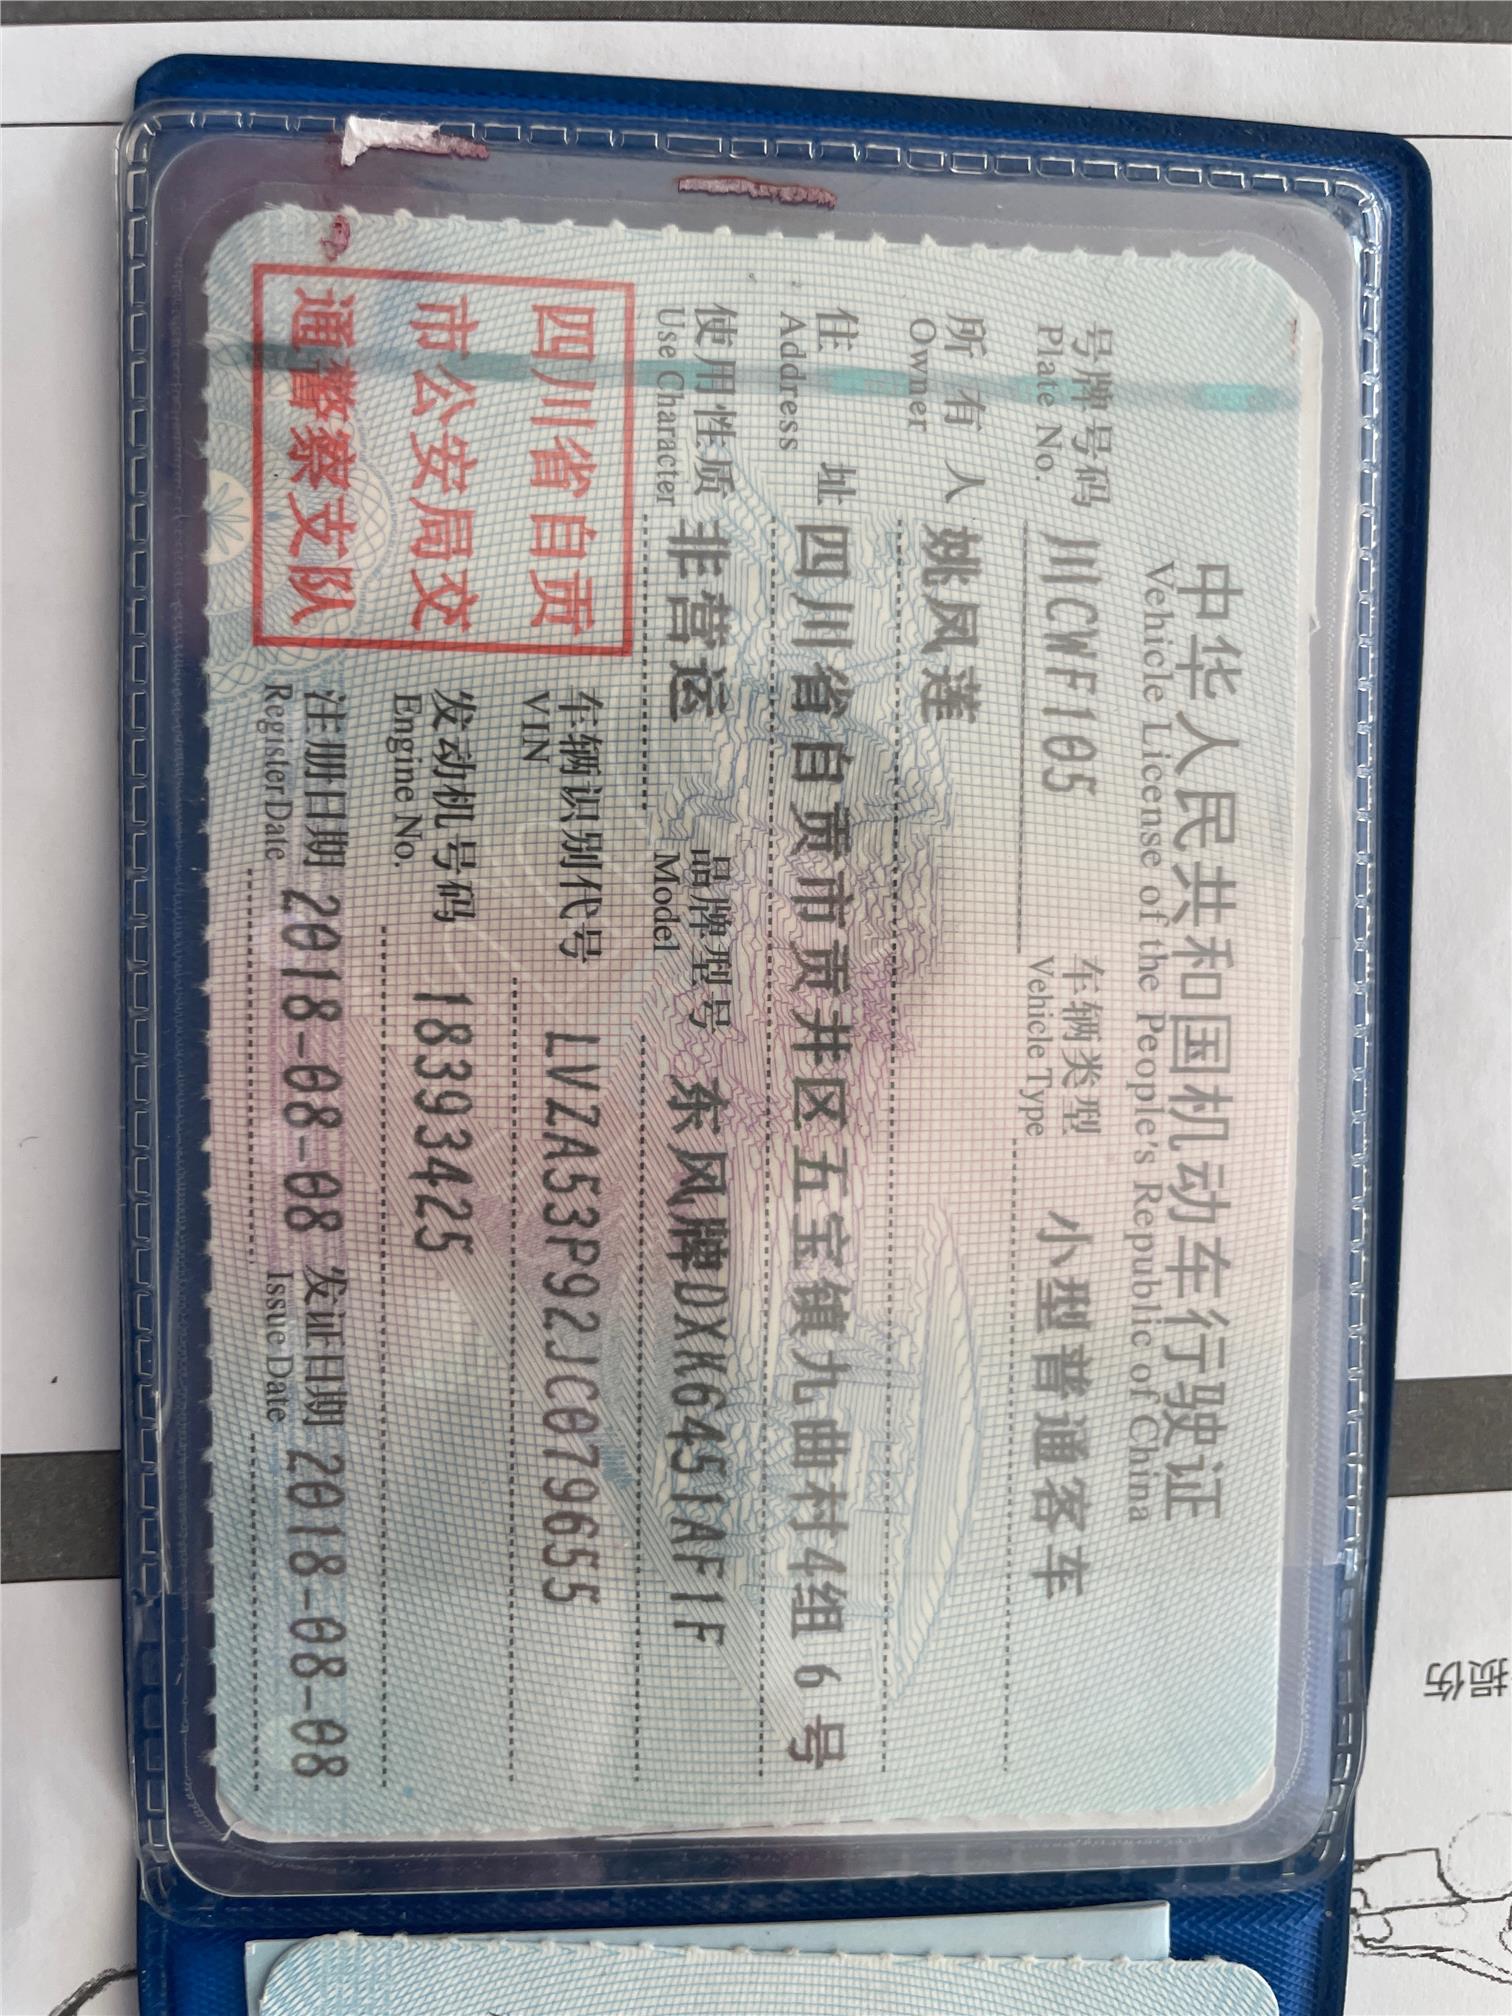 中华人民共和国机动车行驶证
Vehicle License of the People's Republic of China
号牌号码 川CWF105 车辆类型 小型普通客车
Plate No. Vehicle Type
所有人 姚凤莲
Owner
住址 四川省自贡市贡井区五宝镇九曲村4组6号
Address
使用性质 非营运 品牌型号 东风牌DXK6451AF1F
Use Character Model
四川省自贡
市公安局交
通警察支队
车辆识别代号 LVZA53P92JC079655
VIN
发动机号码 18393425
Engine No.
注册日期 2018-08-08 发证日期 2018-08-08
Register Date Issue Date
损伤